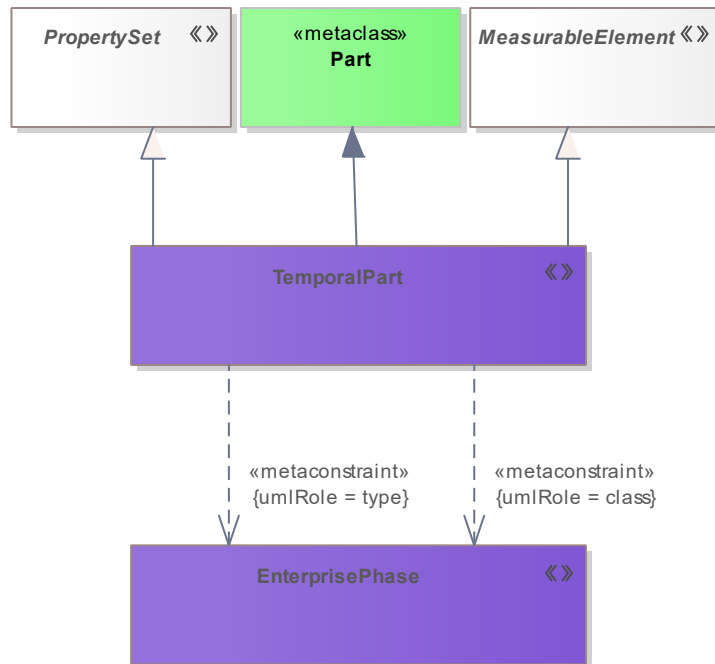 PropertySet «»
«metaclass»
Part
MeasurableElement «»
TemporalPart «»
«metaconstraint»
{umlRole = type}
«metaconstraint»
{umlRole = class}
EnterprisePhase «»